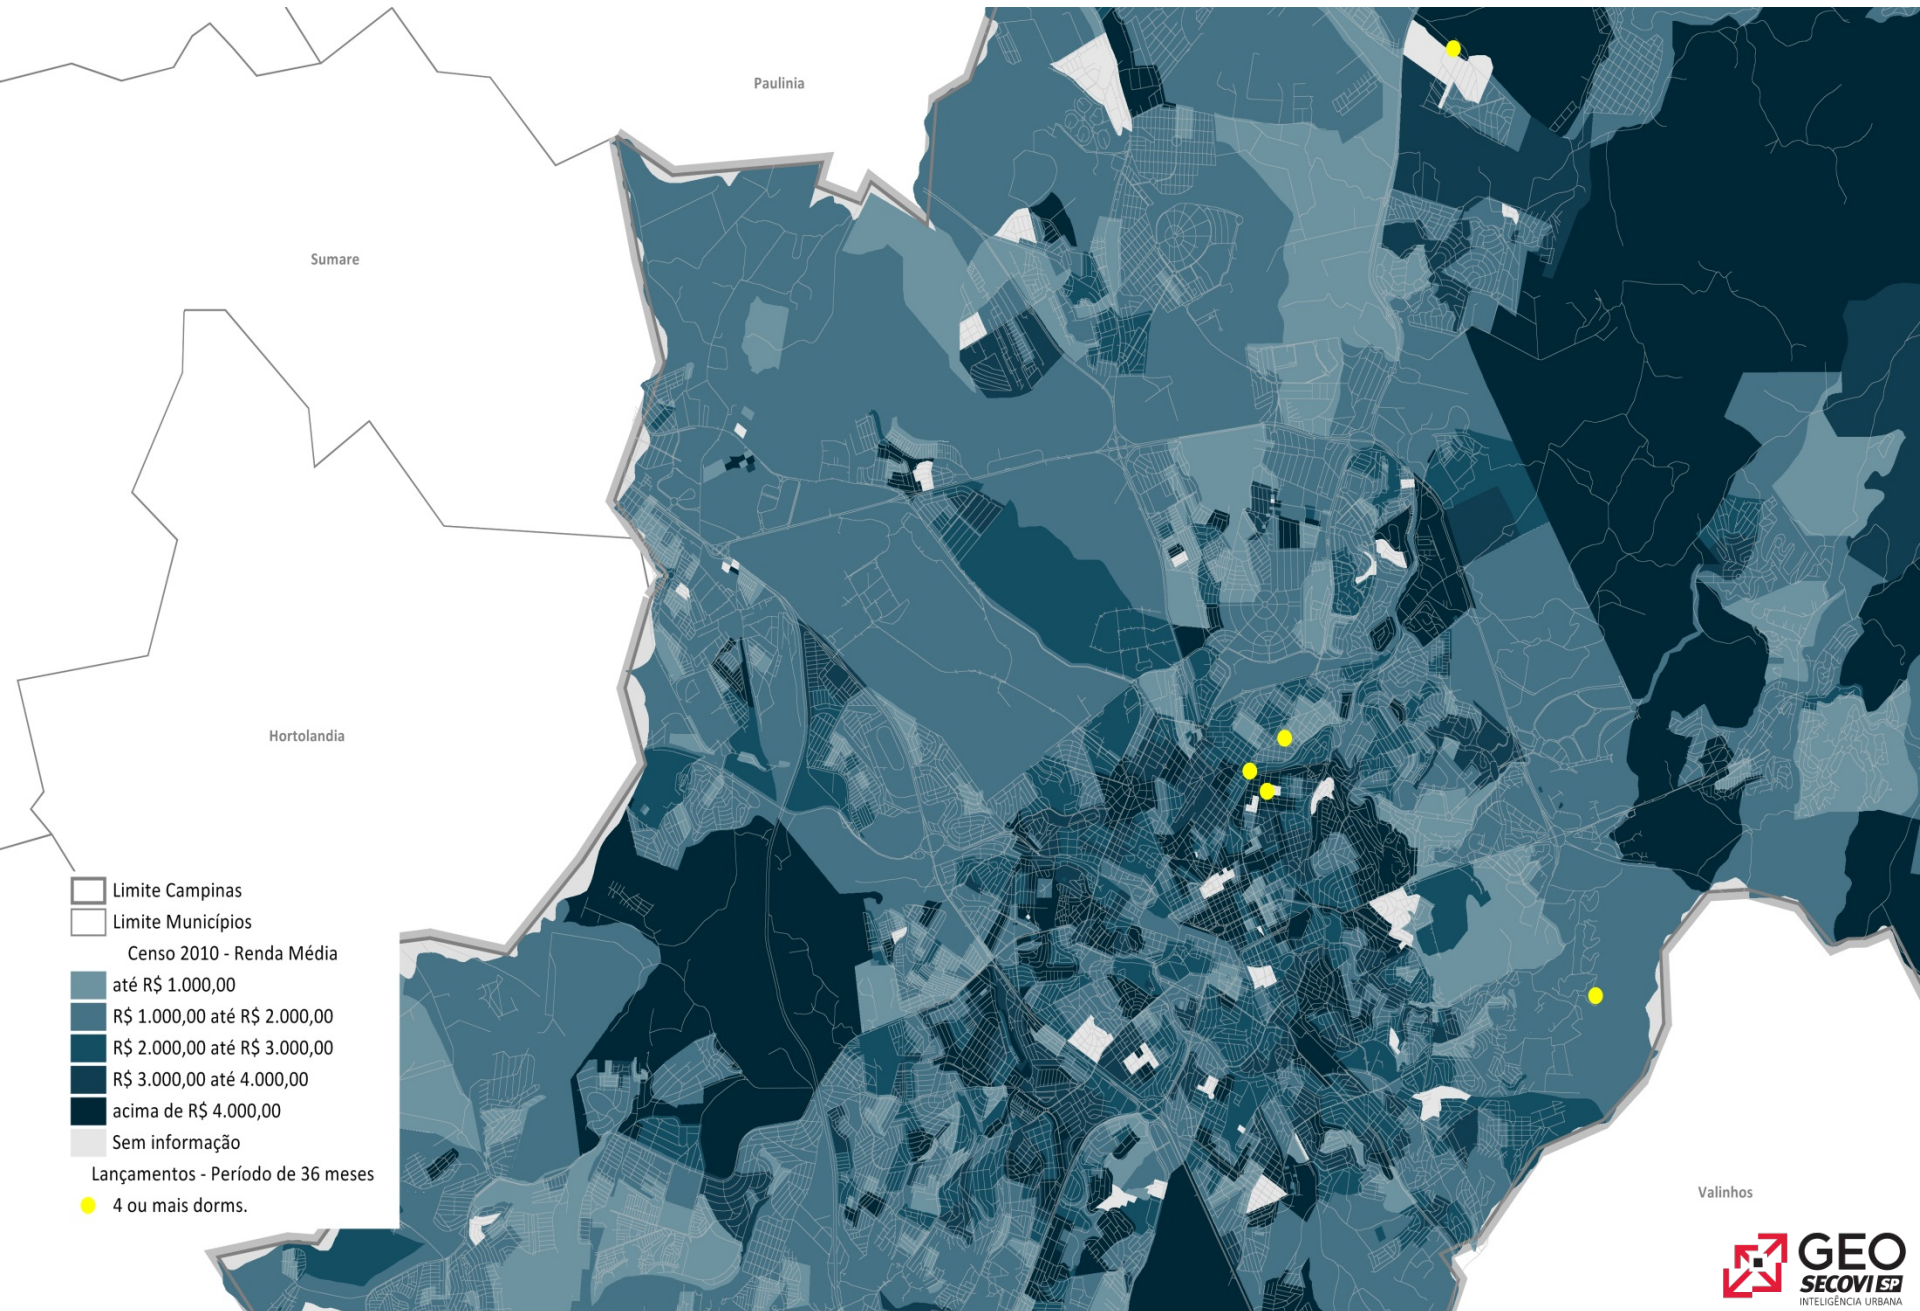 Paulinia
Sumare
Hortolandia
Limite Campinas
Limite Municípios
Censo 2010 - Renda Média
até R$ 1.000,00
R$ 1.000,00 até R$ 2.000,00
R$ 2.000,00 até R$ 3.000,00
R$ 3.000,00 até 4.000,00
acima de R$ 4.000,00
Sem informação
Lançamentos - Período de 36 meses
4 ou mais dorms.
Valinhos
GEO
SECOVI SP
INTELIGÊNCIA URBANA